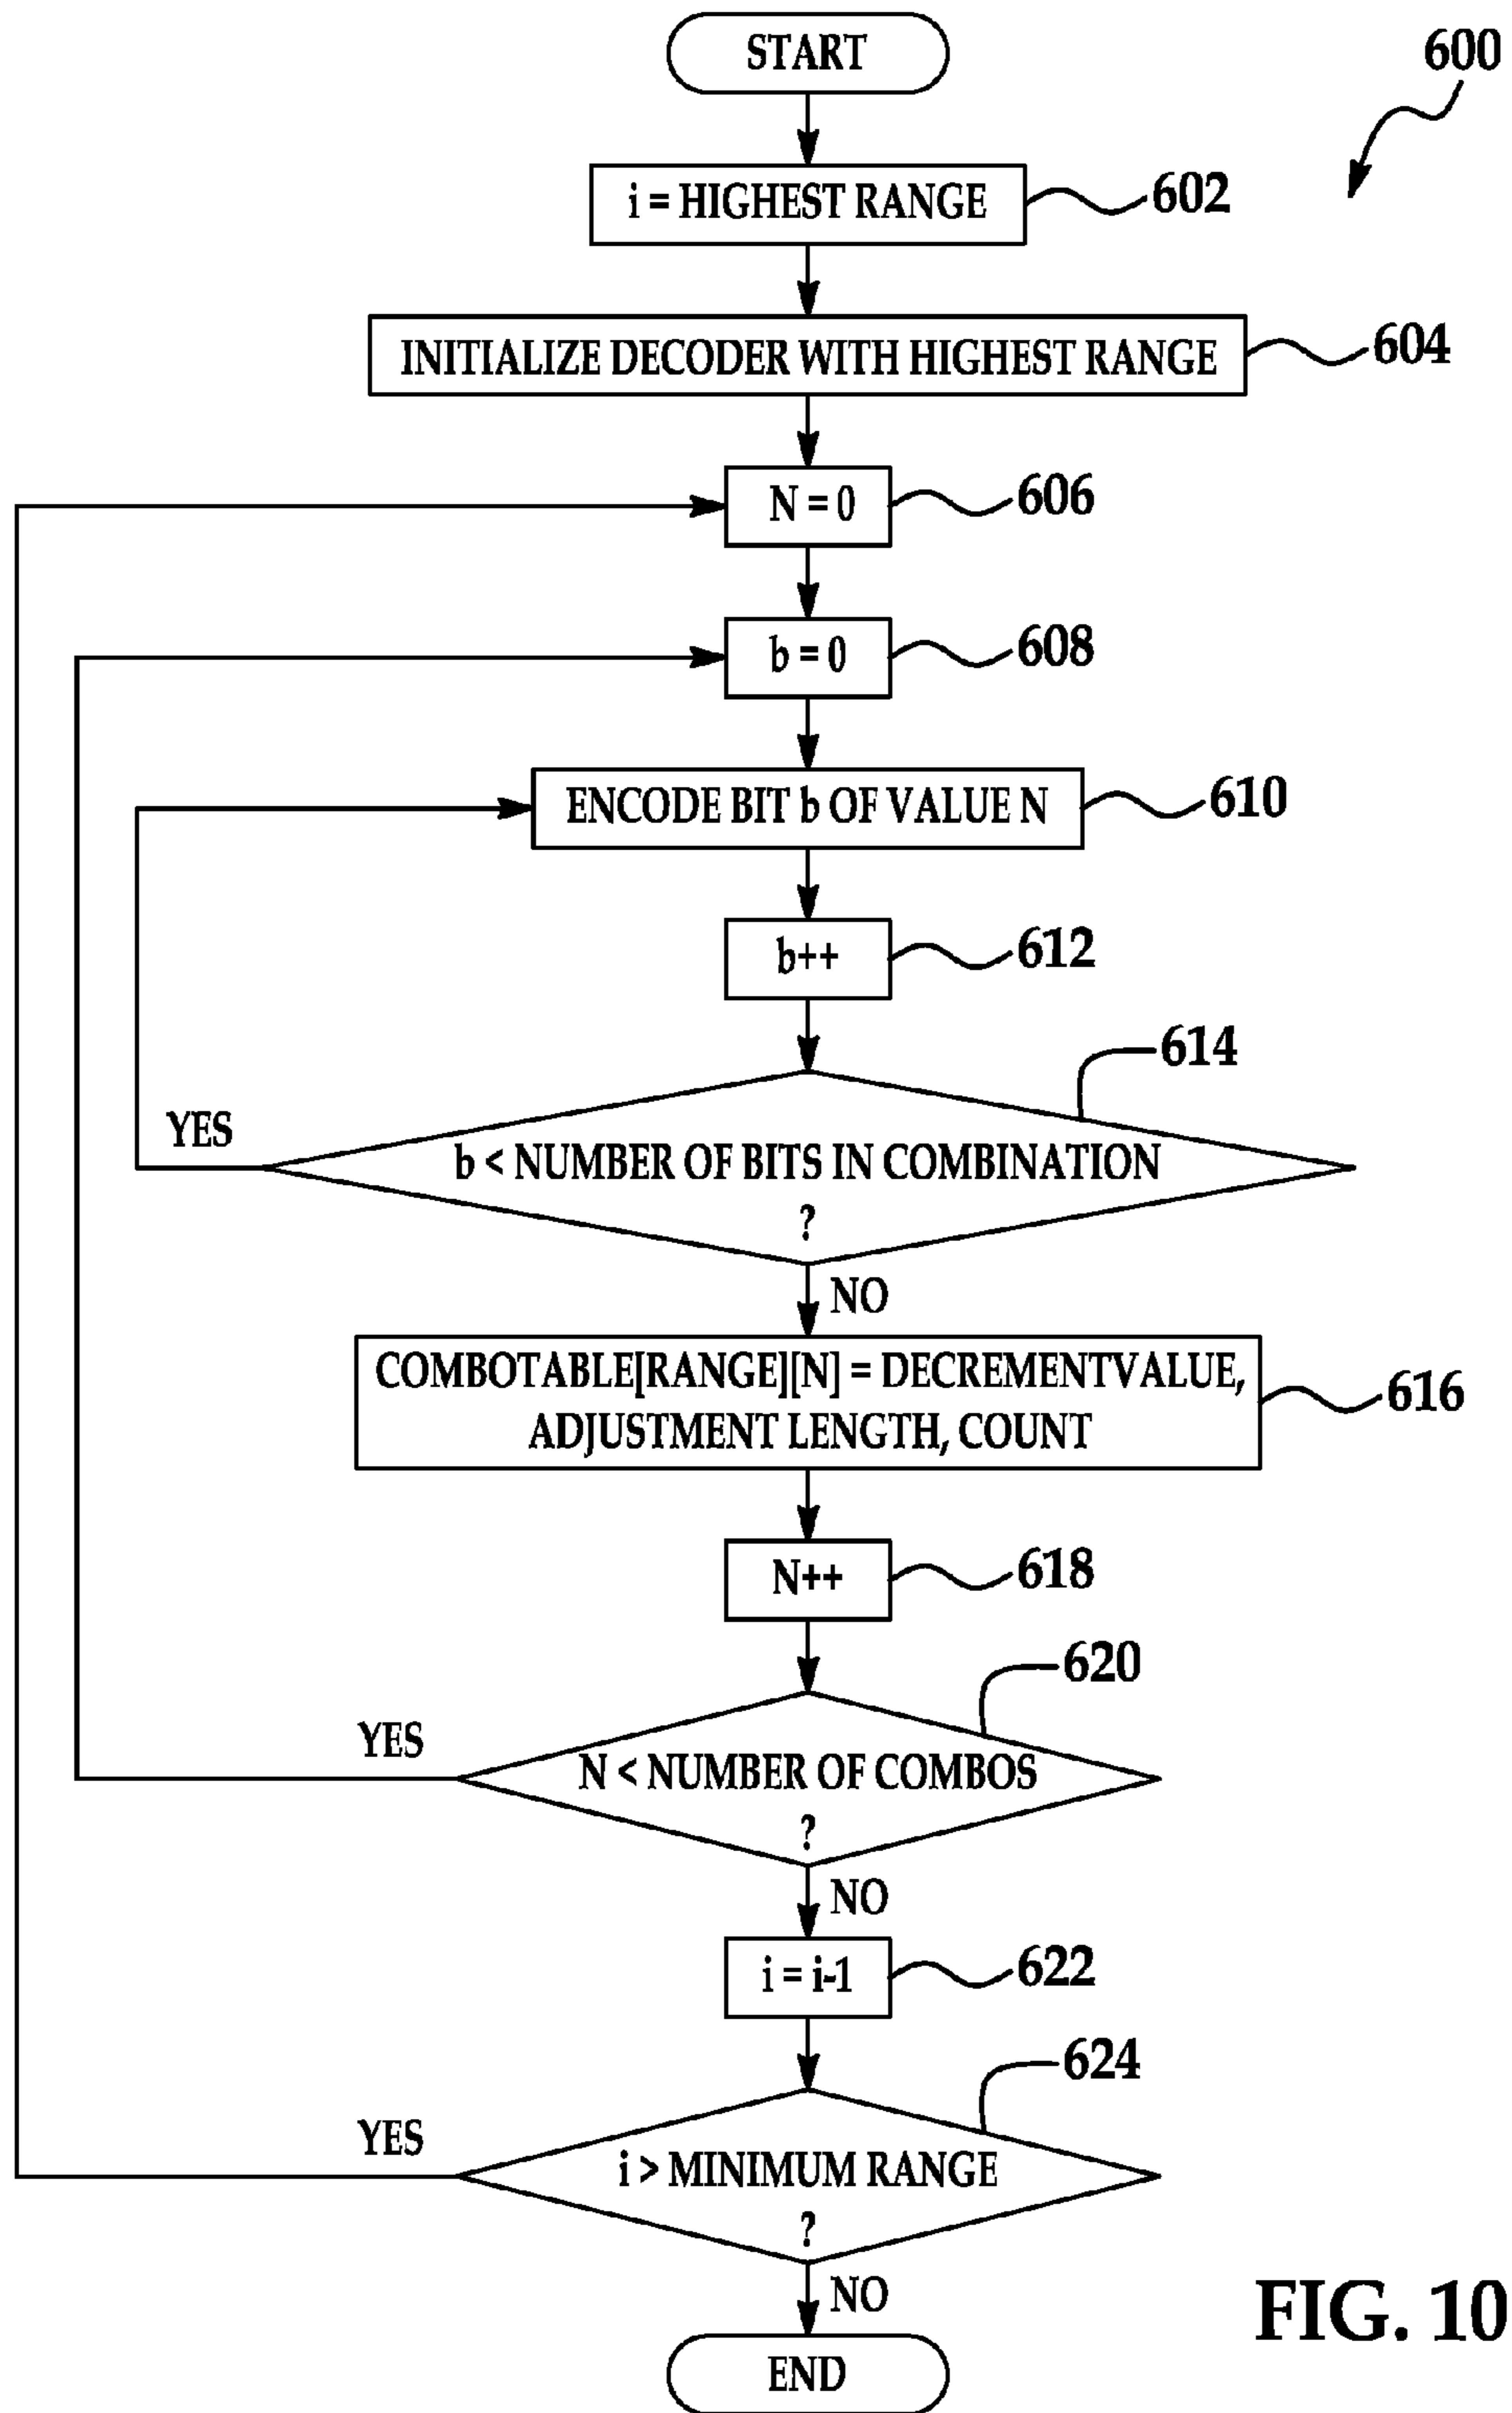 START
600
i = HIGHEST RANGE
602
INITIALIZE DECODER WITH HIGHEST RANGE
604
N = 0
606
b = 0
608
ENCODE BIT b OF VALUE N
610
b++
612
614
YES
b < NUMBER OF BITS IN COMBINATION
?
NO
COMBOTABLE[RANGE][N] = DECREMENTVALUE,
ADJUSTMENT LENGTH, COUNT
616
N++
618
620
YES
N < NUMBER OF COMBOS
?
NO
i = i-1
622
624
YES
i > MINIMUM RANGE
?
NO
END
FIG. 10